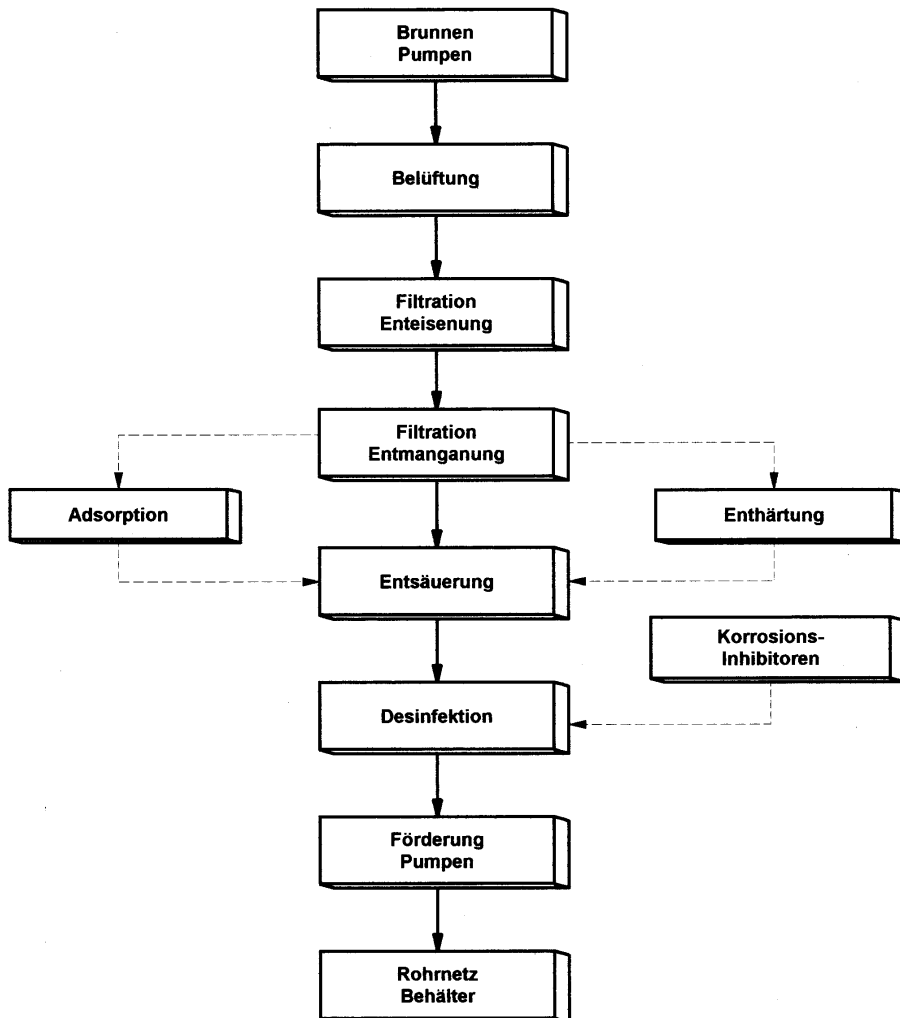 Brunnen
Pumpen
Belüftung
Filtration
Enteisenung
Filtration
Entmanganung
Adsorption
Enthärtung
Entsäuerung
Korrosions-
Inhibitoren
Desinfektion
Förderung
Pumpen
Rohrnetz
Behälter